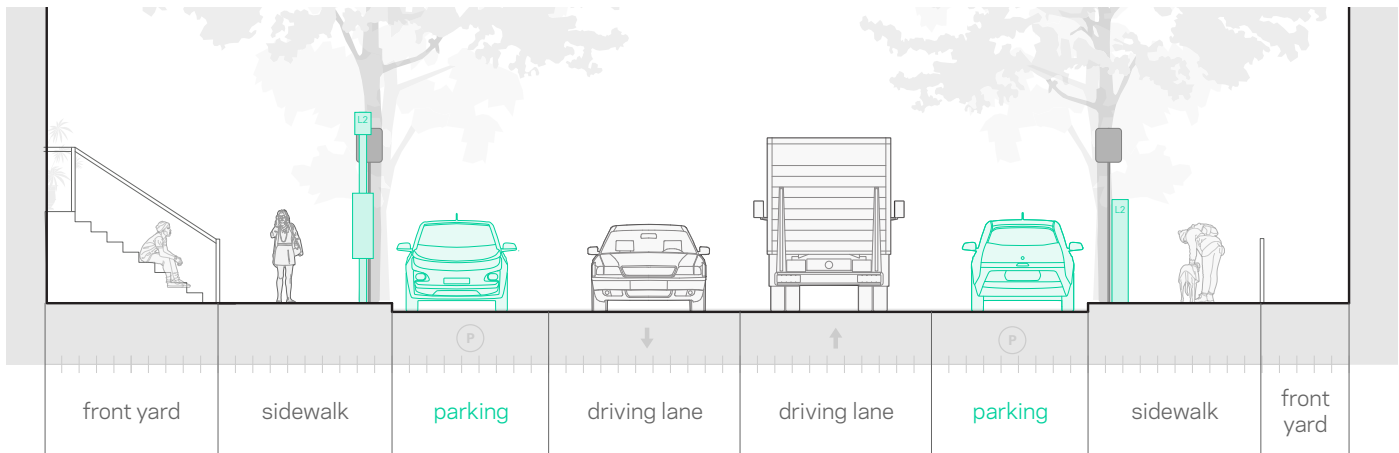 L2
L2
P
P
front yard
sidewalk
parking
driving lane
driving lane
parking
sidewalk
front
yard